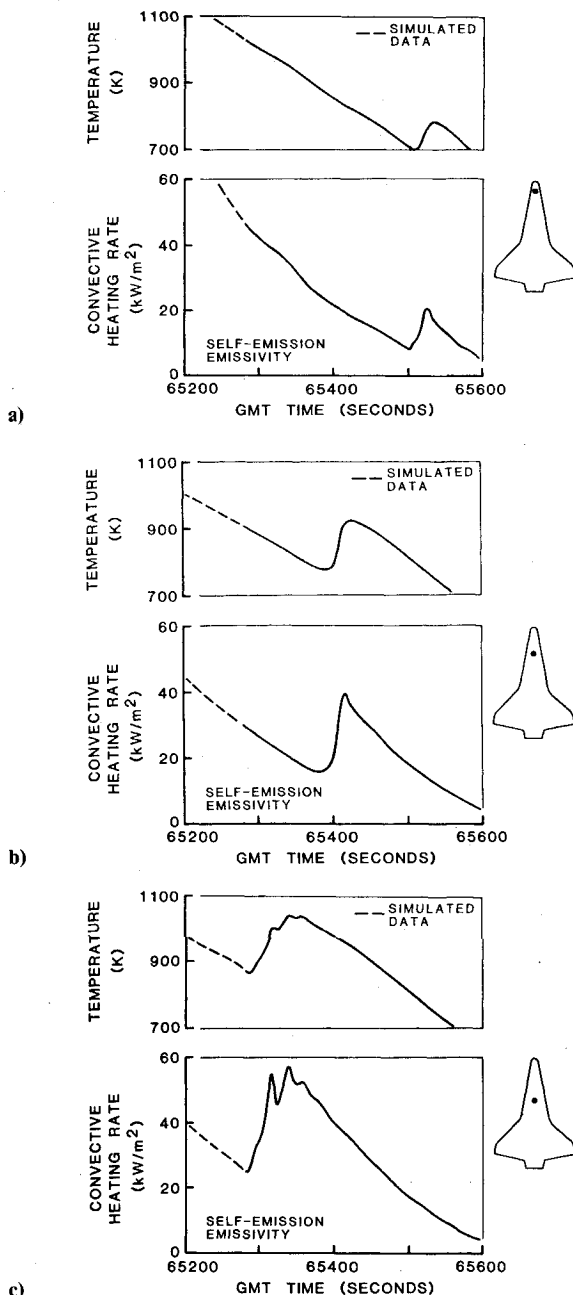 1100
900
700
TEMPERATURE
(K)
SIMULATED
DATA
60
40
20
0
CONVECTIVE
HEATING RATE
(kW/m²)
SELF-EMISSION
EMISSIVITY
65200
65400
65600
GMT TIME (SECONDS)
a)
1100
900
700
TEMPERATURE
(K)
SIMULATED
DATA
60
40
20
0
CONVECTIVE
HEATING RATE
(kW/m²)
SELF-EMISSION
EMISSIVITY
65200
65400
65600
GMT TIME (SECONDS)
b)
1100
900
700
TEMPERATURE
(K)
SIMULATED
DATA
60
40
20
0
CONVECTIVE
HEATING RATE
(kW/m²)
SELF-EMISSION
EMISSIVITY
65200
65400
65600
GMT TIME (SECONDS)
c)